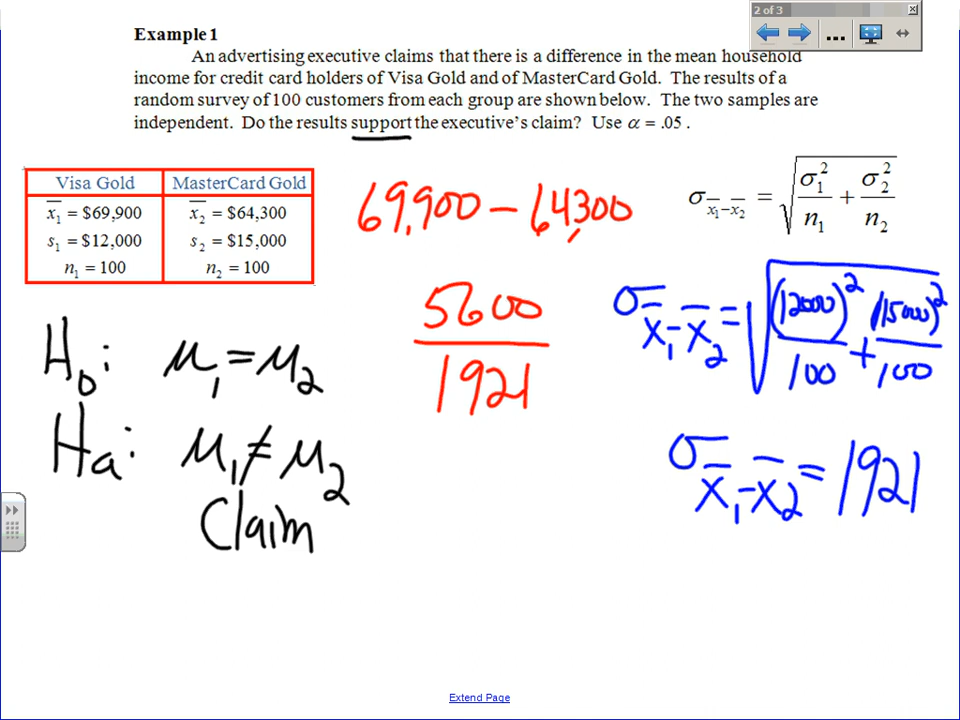 2 of 3
Example 1
An advertising executive claims that there is a difference in the mean household
income for credit card holders of Visa Gold and of MasterCard Gold. The results of a
random survey of 100 customers from each group are shown below. The two samples are
independent. Do the results support the executive's claim? Use α = .05 .
Visa Gold MasterCard Gold
x̄₁ = $69,900 x̄₂ = $64,300
s₁ = $12,000 s₂ = $15,000
n₁ = 100 n₂ = 100
69,900 − 64,300
5600
1921
σx̄₁−x̄₂ = √(σ₁²/n₁ + σ₂²/n₂)
σx̄₁−x̄₂ = √((12000)²/100 + (15000)²/100)
σx̄₁−x̄₂ = 1921
H₀: μ₁ = μ₂
Ha: μ₁ ≠ μ₂
Claim
Extend Page